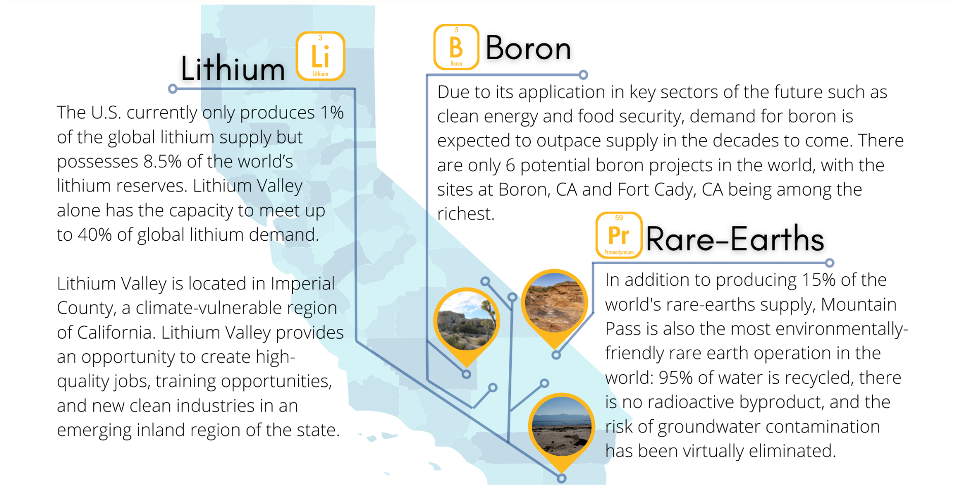 3
Li
Lithium
Lithium
The U.S. currently only produces 1%
of the global lithium supply but
possesses 8.5% of the world’s
lithium reserves. Lithium Valley
alone has the capacity to meet up
to 40% of global lithium demand.
Lithium Valley is located in Imperial
County, a climate-vulnerable region
of California. Lithium Valley provides
an opportunity to create high-
quality jobs, training opportunities,
and new clean industries in an
emerging inland region of the state.
5
B
Boron
Boron
Due to its application in key sectors of the future such as
clean energy and food security, demand for boron is
expected to outpace supply in the decades to come. There
are only 6 potential boron projects in the world, with the
sites at Boron, CA and Fort Cady, CA being among the
richest.
59
Pr
Praseodymium
Rare-Earths
In addition to producing 15% of the
world's rare-earths supply, Mountain
Pass is also the most environmentally-
friendly rare earth operation in the
world: 95% of water is recycled, there
is no radioactive byproduct, and the
risk of groundwater contamination
has been virtually eliminated.